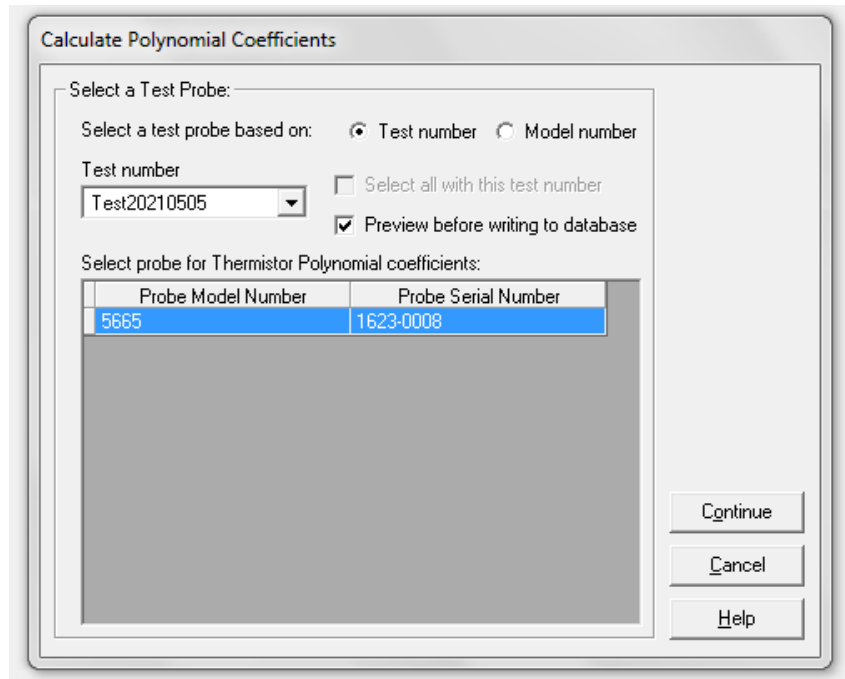 Calculate Polynomial Coefficients
Select a Test Probe:
Select a test probe based on: Test number Model number
Test number
Select all with this test number
Test20210505
Preview before writing to database
Select probe for Thermistor Polynomial coefficients:
Probe Model Number Probe Serial Number
5665 1623-0008
Continue
Cancel
Help